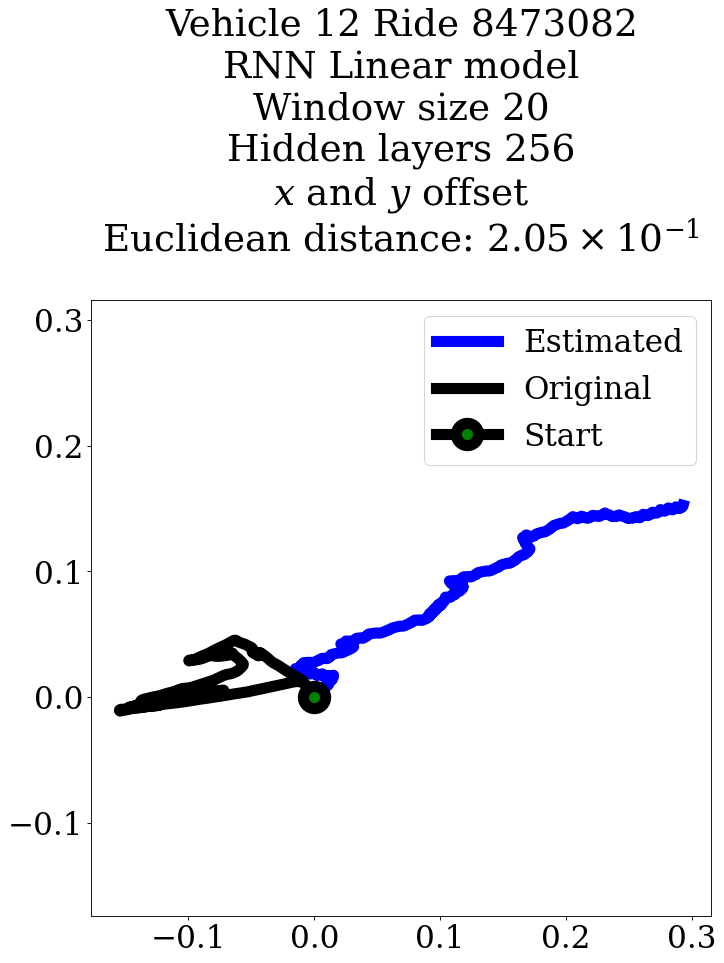 Vehicle 12 Ride 8473082
RNN Linear model
Window size 20
Hidden layers 256
x and y offset
Euclidean distance: 2.05 × 10⁻¹
Estimated
Original
Start
0.3
0.2
0.1
0.0
−0.1
−0.1 0.0 0.1 0.2 0.3